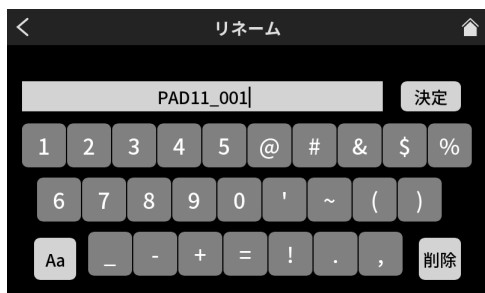 リネーム
PAD11_001 決定
1 2 3 4 5 @ # & $ %
6 7 8 9 0 ' ~ ( )
Aa _ - + = ! . , 削除